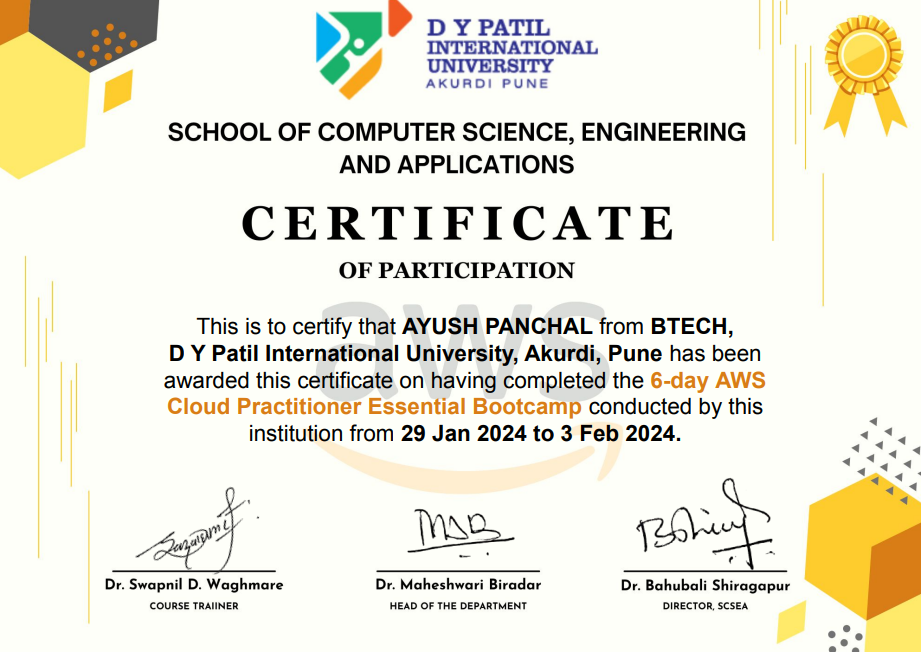 D Y PATIL
INTERNATIONAL
UNIVERSITY
AKURDI PUNE
SCHOOL OF COMPUTER SCIENCE, ENGINEERING
AND APPLICATIONS
CERTIFICATE
OF PARTICIPATION
aws
This is to certify that AYUSH PANCHAL from BTECH,
D Y Patil International University, Akurdi, Pune has been
awarded this certificate on having completed the 6-day AWS
Cloud Practitioner Essential Bootcamp conducted by this
institution from 29 Jan 2024 to 3 Feb 2024.
Dr. Swapnil D. Waghmare
COURSE TRAIINER
Dr. Maheshwari Biradar
HEAD OF THE DEPARTMENT
Dr. Bahubali Shiragapur
DIRECTOR, SCSEA